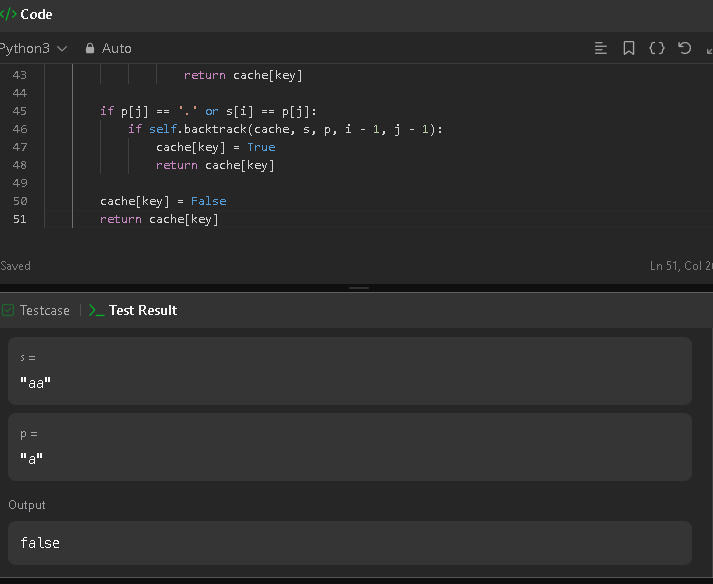 </> Code
Python3 Auto
43 return cache[key]
44
45 if p[j] == '.' or s[i] == p[j]:
46 if self.backtrack(cache, s, p, i - 1, j - 1):
47 cache[key] = True
48 return cache[key]
49
50 cache[key] = False
51 return cache[key]
Saved Ln 51, Col
Testcase | >_ Test Result
s =
"aa"
p =
"a"
Output
false